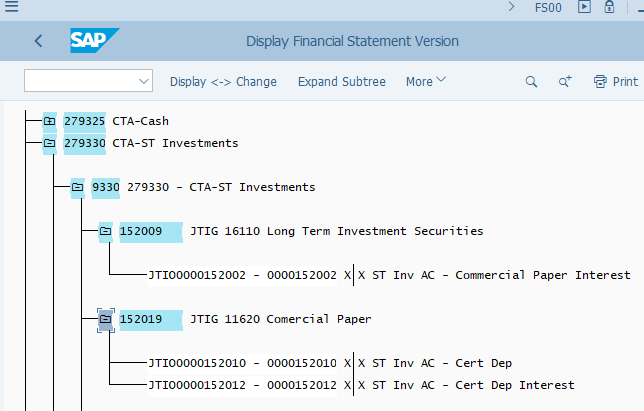 FS00
SAP
Display Financial Statement Version
Display <-> Change Expand Subtree More Print
279325 CTA-Cash
279330 CTA-ST Investments
9330 279330 - CTA-ST Investments
152009 JTIG 16110 Long Term Investment Securities
JTIO0000152002 - 0000152002 X X ST Inv AC - Commercial Paper Interest
152019 JTIG 11620 Comercial Paper
JTIO0000152010 - 0000152010 X X ST Inv AC - Cert Dep
JTIO0000152012 - 0000152012 X X ST Inv AC - Cert Dep Interest